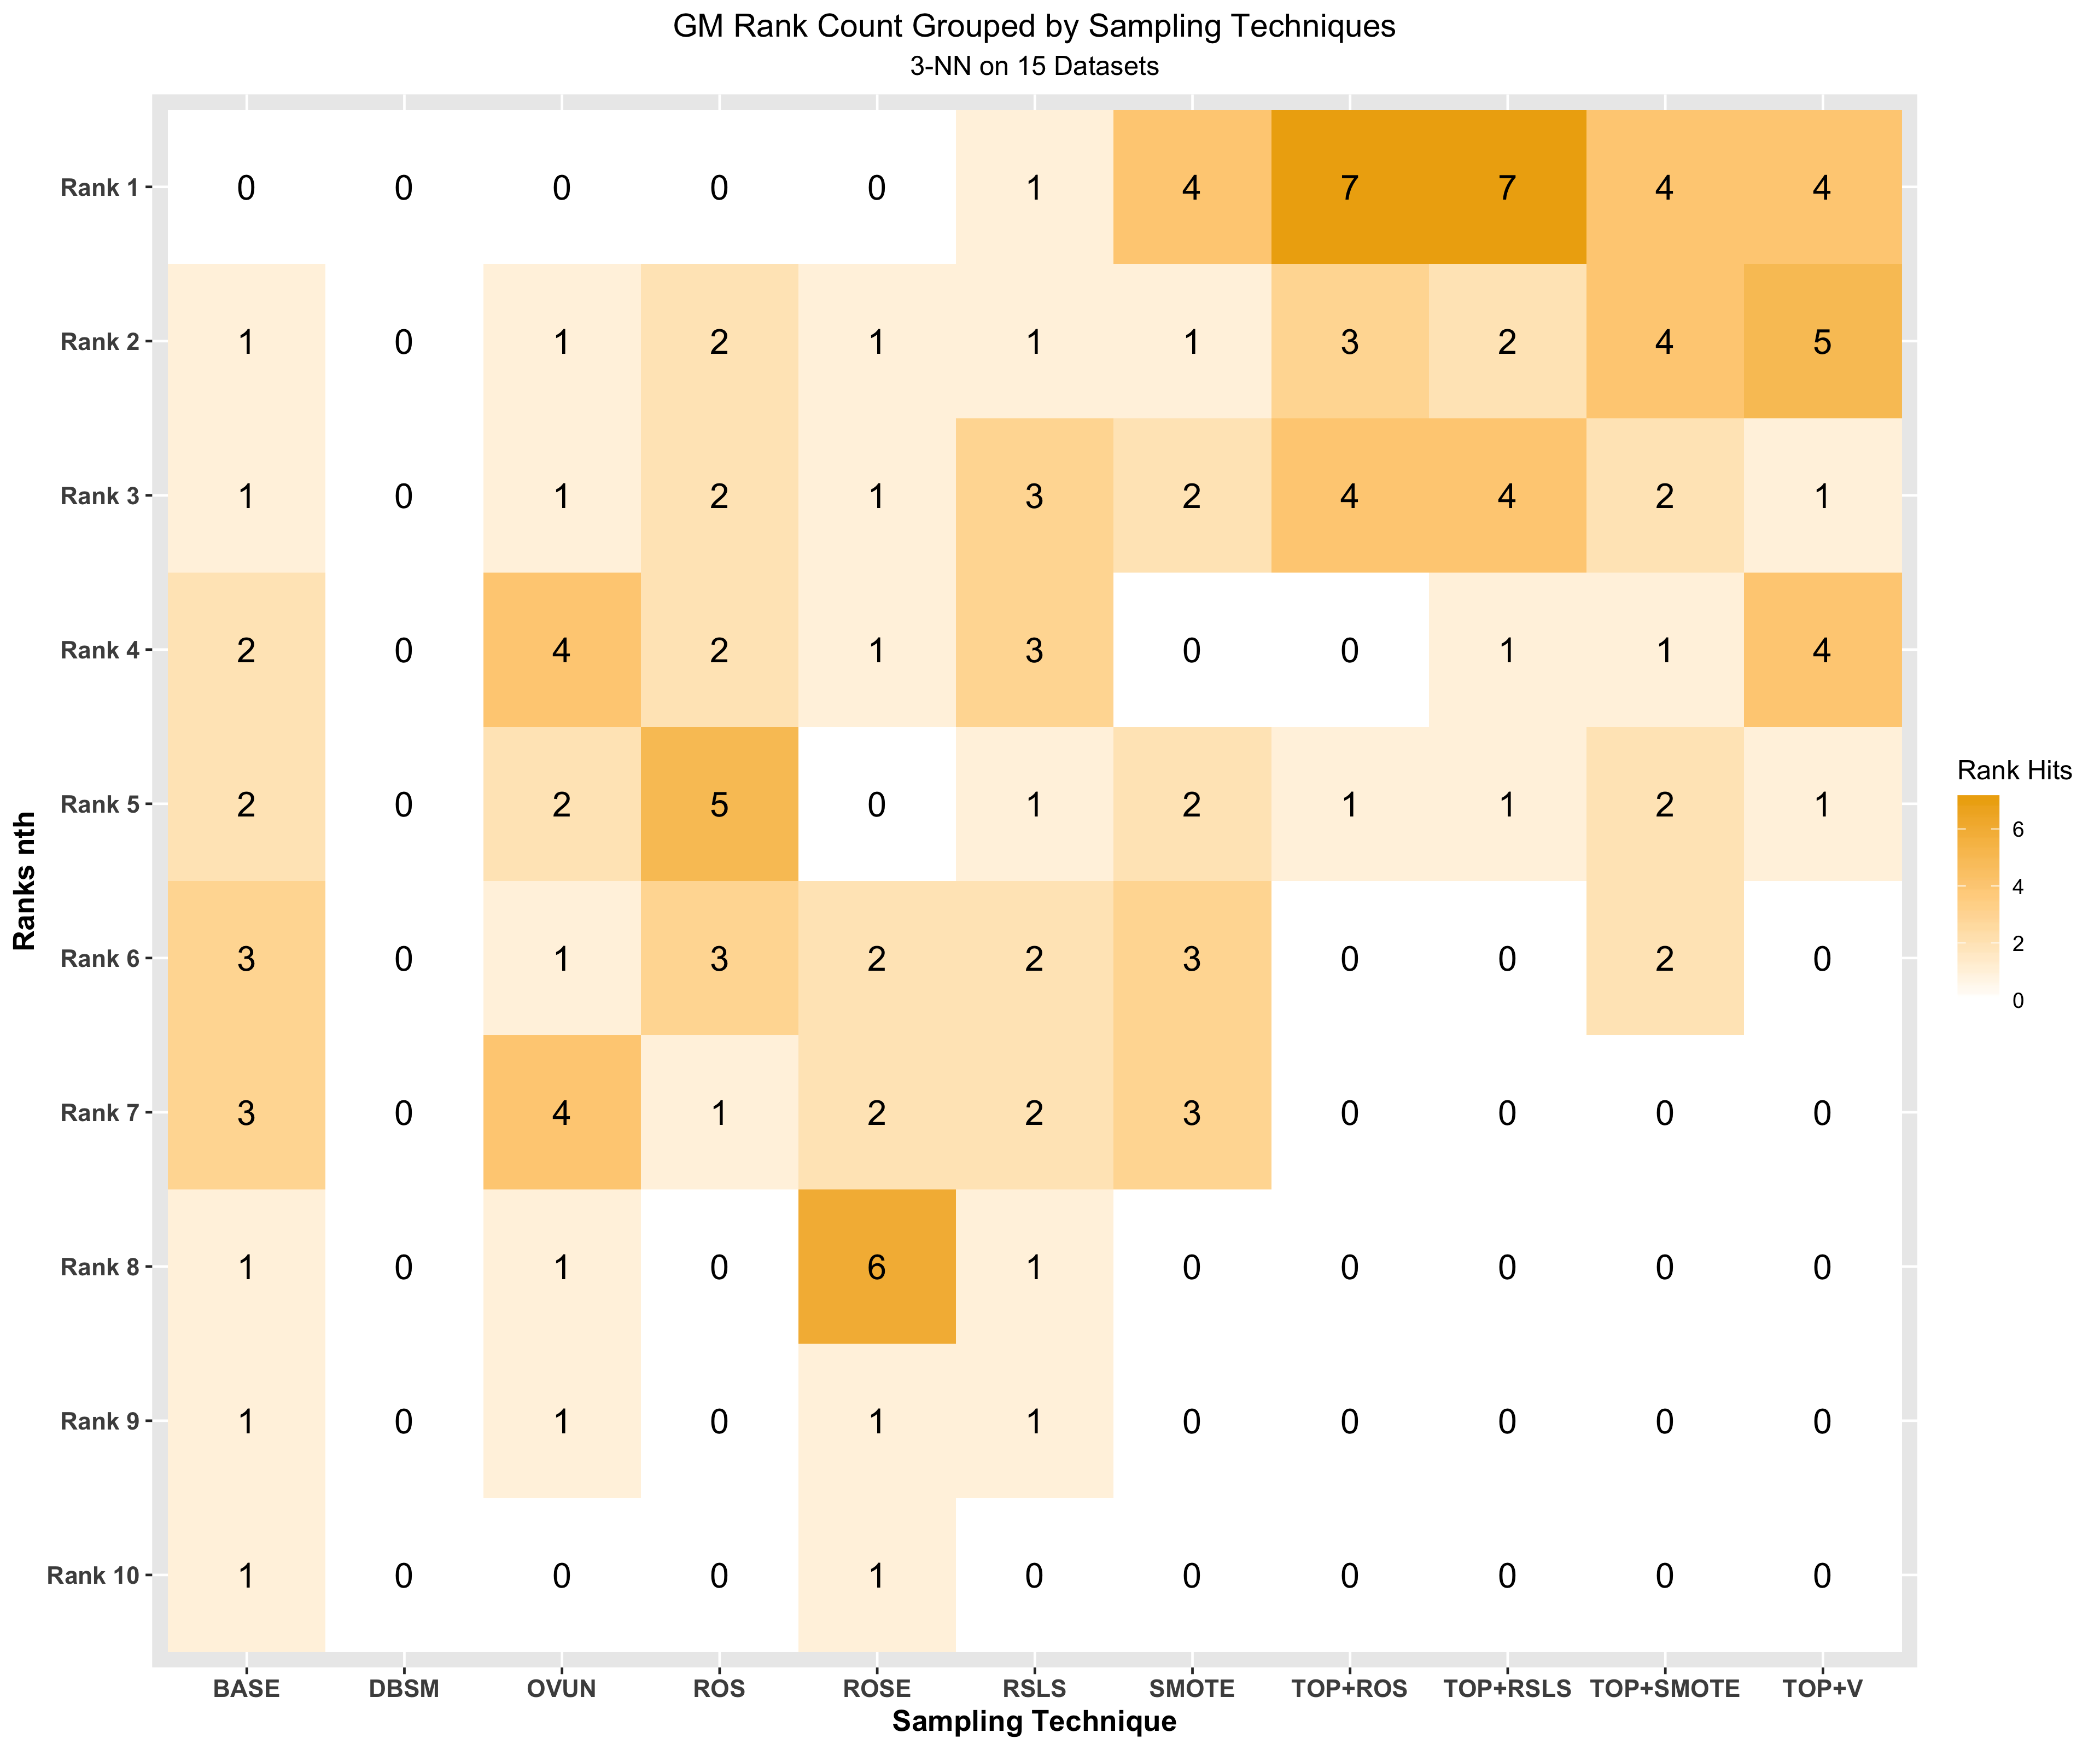 GM Rank Count Grouped by Sampling Techniques
3-NN on 15 Datasets
Rank 1 0 0 0 0 0 1 4 7 7 4 4
Rank 2 1 0 1 2 1 1 1 3 2 4 5
Rank 3 1 0 1 2 1 3 2 4 4 2 1
Rank 4 2 0 4 2 1 3 0 0 1 1 4
Rank 5 2 0 2 5 0 1 2 1 1 2 1
Rank 6 3 0 1 3 2 2 3 0 0 2 0
Rank 7 3 0 4 1 2 2 3 0 0 0 0
Rank 8 1 0 1 0 6 1 0 0 0 0 0
Rank 9 1 0 1 0 1 1 0 0 0 0 0
Rank 10 1 0 0 0 1 0 0 0 0 0 0
BASE DBSM OVUN ROS ROSE RSLS SMOTE TOP+ROS TOP+RSLS TOP+SMOTE TOP+V
Sampling Technique
Ranks nth
Rank Hits
6
4
2
0